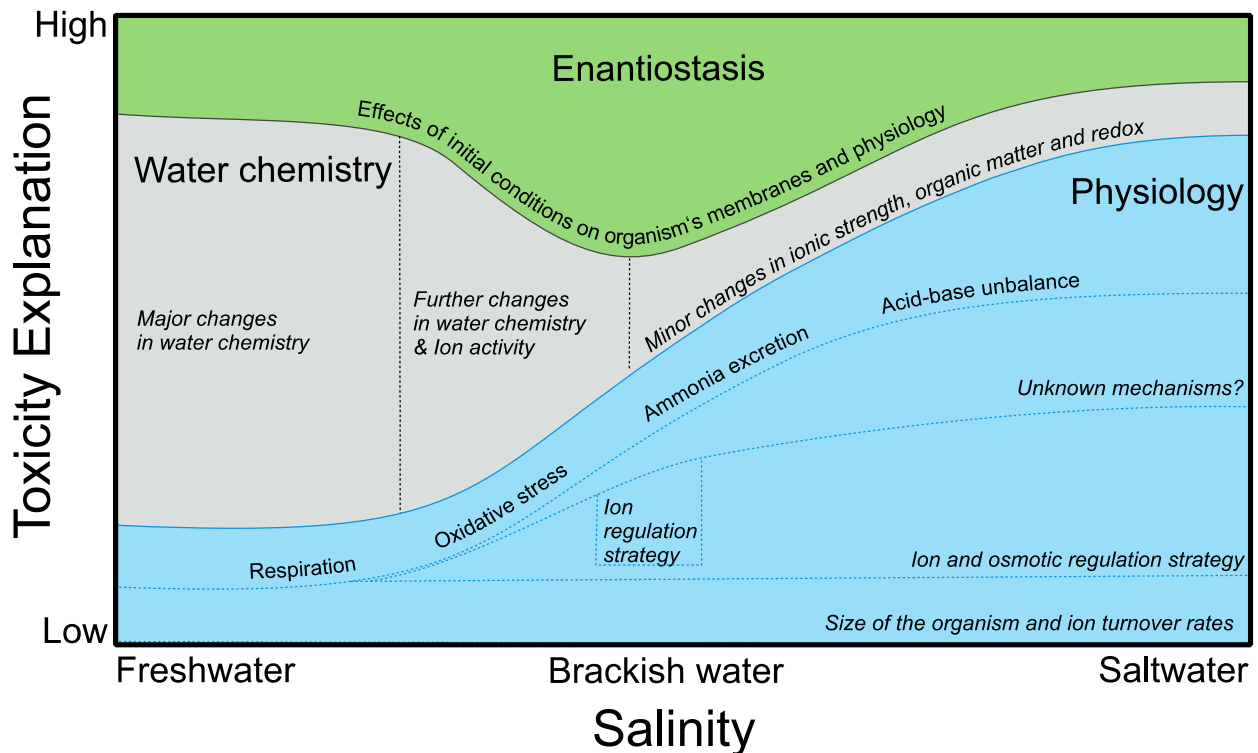 High
Enantiostasis
Effects of initial conditions on organism's membranes and physiology
Water chemistry
Minor changes in ionic strength, organic matter and redox
Physiology
Major changes
in water chemistry
Further changes
in water chemistry
& Ion activity
Acid-base unbalance
Ammonia excretion
Unknown mechanisms?
Oxidative stress
Ion
regulation
strategy
Respiration
Ion and osmotic regulation strategy
Size of the organism and ion turnover rates
Low
Toxicity Explanation
Freshwater
Brackish water
Saltwater
Salinity